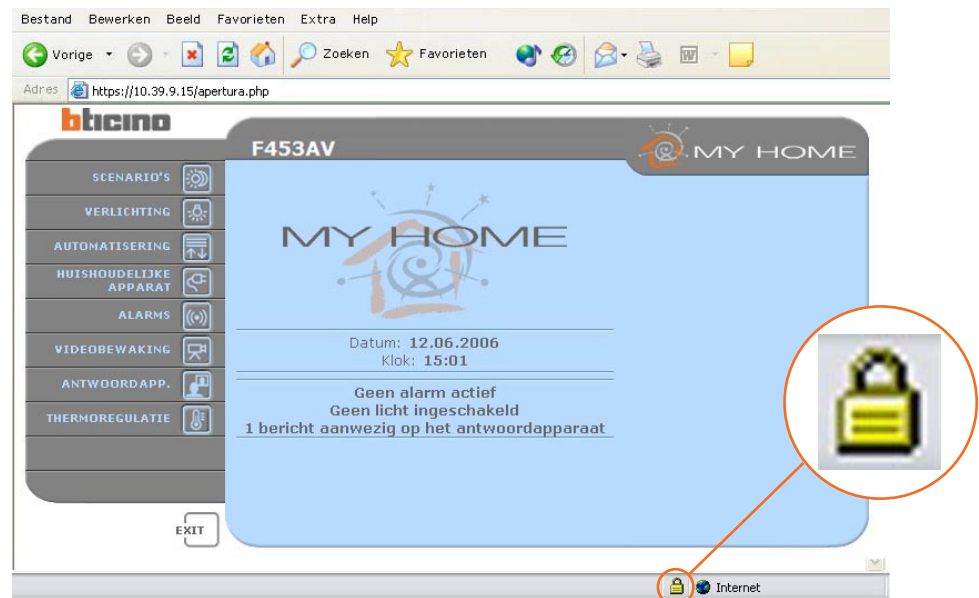 Bestand Bewerken Beeld Favorieten Extra Help
Vorige Zoeken Favorieten
Adres https://10.39.9.15/apertura.php
bticino
F453AV
MY HOME
SCENARIO'S
VERLICHTING
AUTOMATISERING
HUISHOUDELIJKE
APPARAT
ALARMS
VIDEOBEWAKING
ANTWOORDAPP.
THERMOREGULATIE
EXIT
MY HOME
Datum: 12.06.2006
Klok: 15:01
Geen alarm actief
Geen licht ingeschakeld
1 bericht aanwezig op het antwoordapparaat
Internet